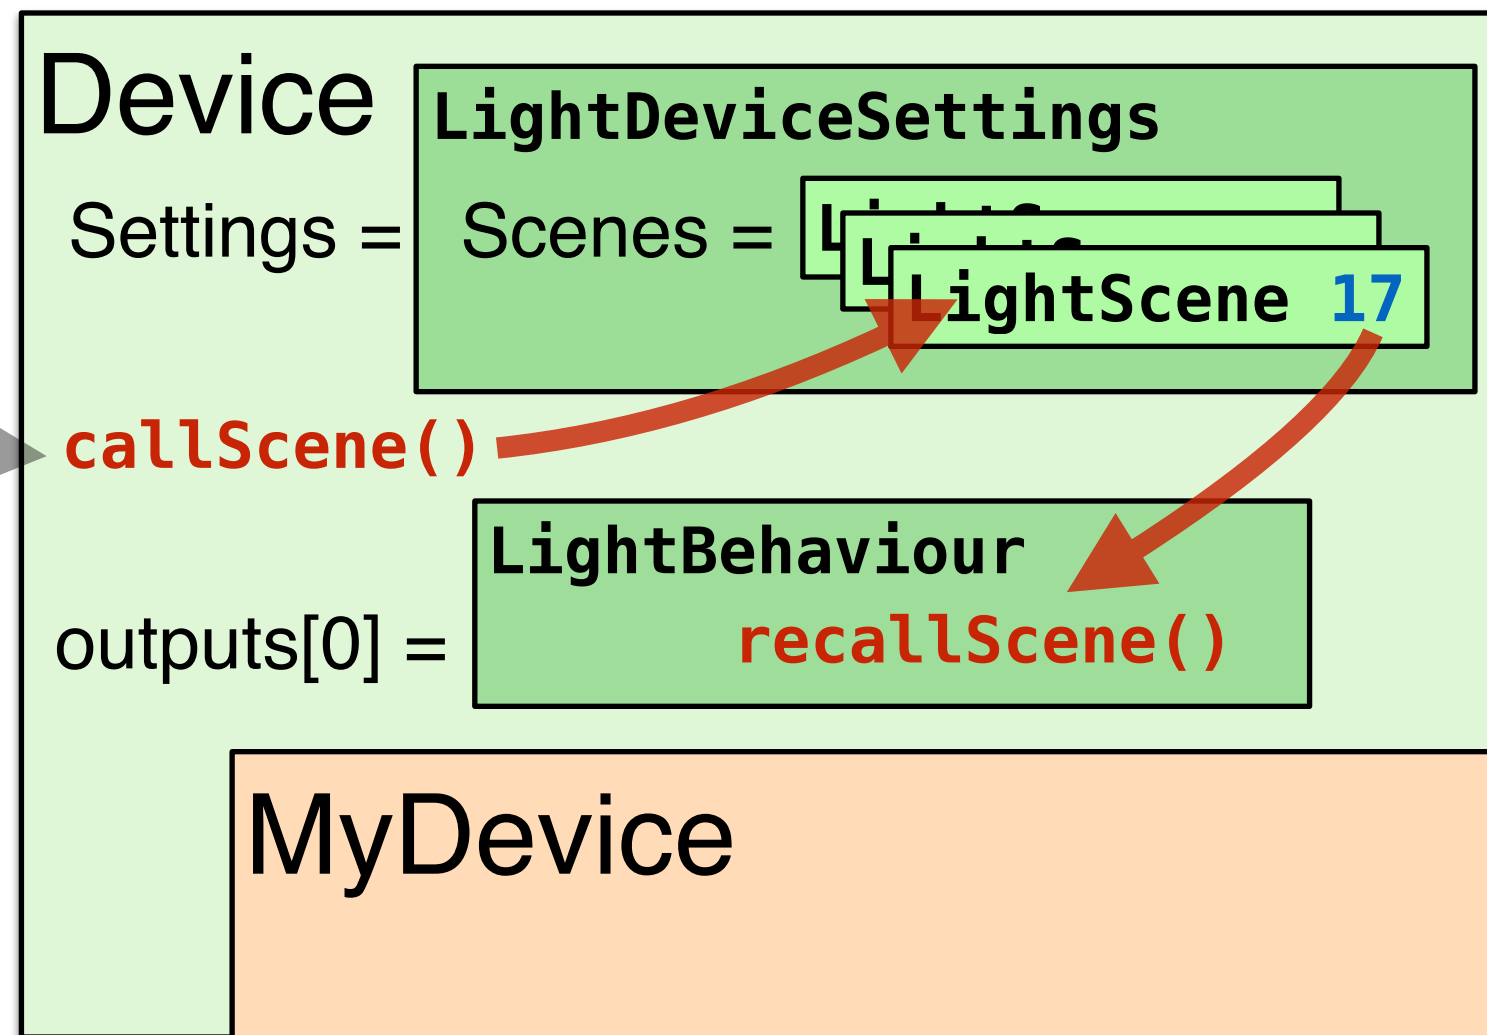 Device
LightDeviceSettings
Settings =
Scenes =
LightScene 17
callScene()
LightBehaviour
outputs[0] =
recallScene()
MyDevice